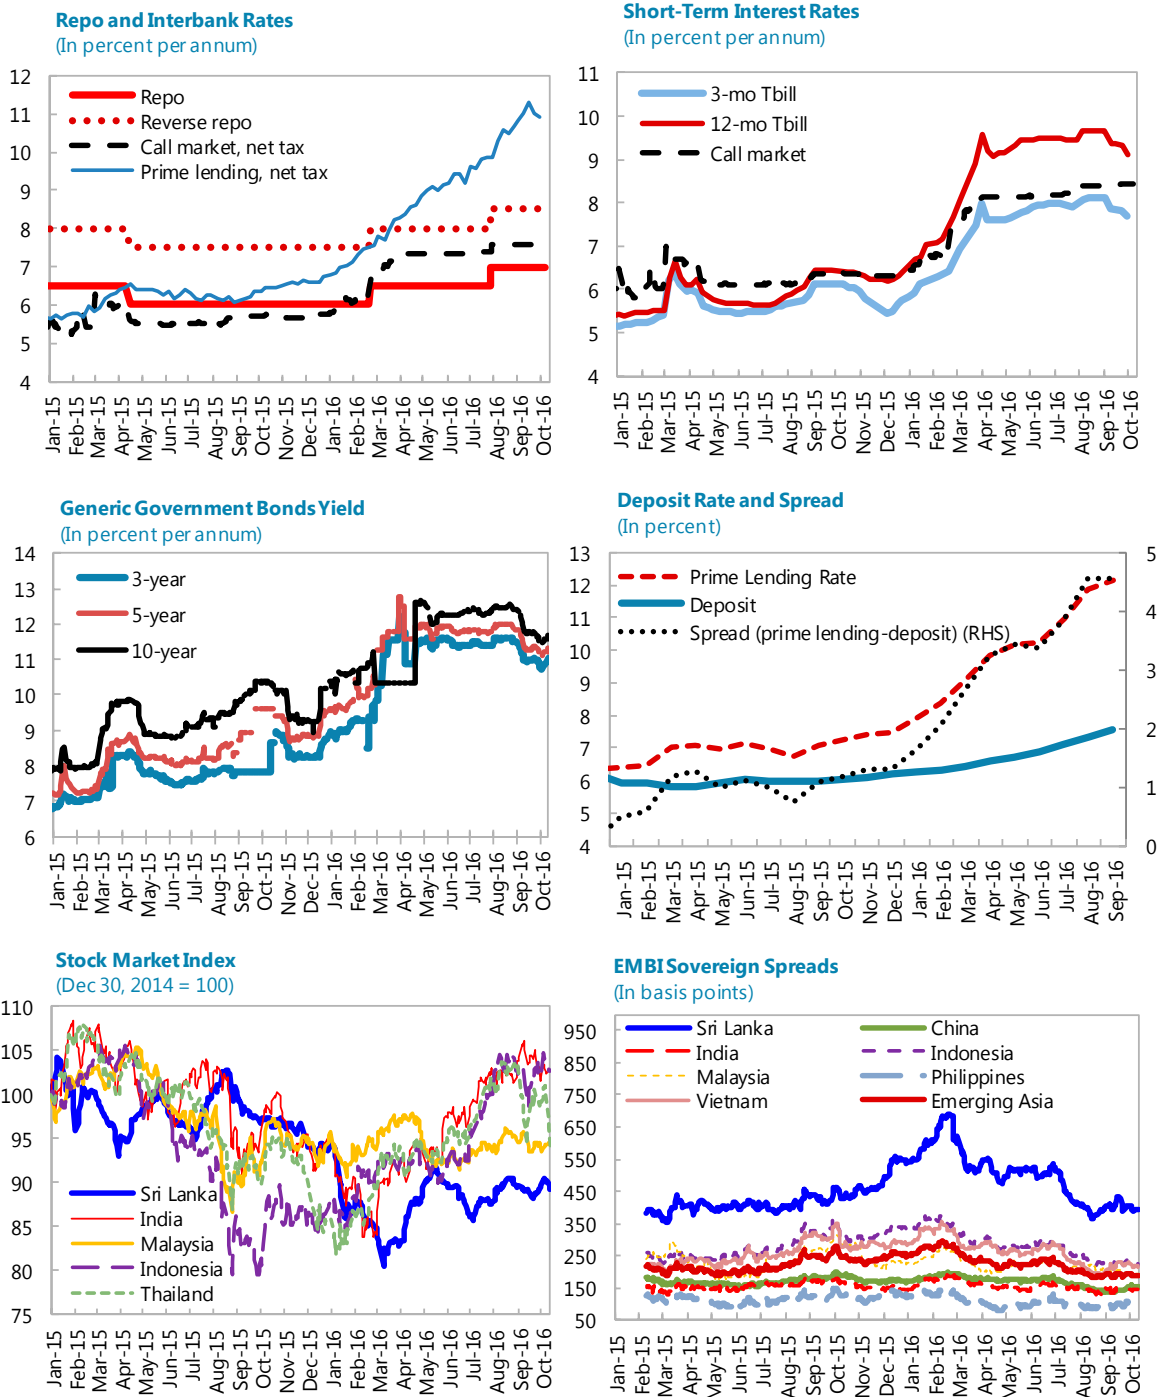 Repo and Interbank Rates
(In percent per annum)
12
11
10
9
8
7
6
5
4
Repo
Reverse repo
Call market, net tax
Prime lending, net tax
Jan-15
Feb-15
Mar-15
Apr-15
May-15
Jun-15
Jul-15
Aug-15
Sep-15
Oct-15
Nov-15
Dec-15
Jan-16
Feb-16
Mar-16
Apr-16
May-16
Jun-16
Jul-16
Aug-16
Sep-16
Oct-16
Short-Term Interest Rates
(In percent per annum)
11
10
9
8
7
6
5
4
3-mo Tbill
12-mo Tbill
Call market
Jan-15
Feb-15
Mar-15
Apr-15
May-15
Jun-15
Jul-15
Aug-15
Sep-15
Oct-15
Nov-15
Dec-15
Jan-16
Feb-16
Mar-16
Apr-16
May-16
Jun-16
Jul-16
Aug-16
Sep-16
Oct-16
Generic Government Bonds Yield
(In percent per annum)
14
13
12
11
10
9
8
7
6
3-year
5-year
10-year
Jan-15
Feb-15
Mar-15
Apr-15
May-15
Jun-15
Jul-15
Aug-15
Sep-15
Oct-15
Nov-15
Dec-15
Jan-16
Feb-16
Mar-16
Apr-16
May-16
Jun-16
Jul-16
Aug-16
Sep-16
Oct-16
Deposit Rate and Spread
(In percent)
13
12
11
10
9
8
7
6
5
4
Prime Lending Rate
Deposit
Spread (prime lending-deposit) (RHS)
5
4
3
2
1
0
Jan-15
Feb-15
Mar-15
Apr-15
May-15
Jun-15
Jul-15
Aug-15
Sep-15
Oct-15
Nov-15
Dec-15
Jan-16
Feb-16
Mar-16
Apr-16
May-16
Jun-16
Jul-16
Aug-16
Sep-16
Stock Market Index
(Dec 30, 2014 = 100)
110
105
100
95
90
85
80
75
Sri Lanka
India
Malaysia
Indonesia
Thailand
Jan-15
Feb-15
Mar-15
Apr-15
May-15
Jun-15
Jul-15
Aug-15
Sep-15
Oct-15
Nov-15
Dec-15
Jan-16
Feb-16
Mar-16
Apr-16
May-16
Jun-16
Jul-16
Aug-16
Sep-16
Oct-16
EMBI Sovereign Spreads
(In basis points)
950
850
750
650
550
450
350
250
150
50
Sri Lanka
China
India
Indonesia
Malaysia
Philippines
Vietnam
Emerging Asia
Jan-15
Feb-15
Mar-15
Apr-15
May-15
Jun-15
Jul-15
Aug-15
Sep-15
Oct-15
Nov-15
Dec-15
Jan-16
Feb-16
Mar-16
Apr-16
May-16
Jun-16
Jul-16
Aug-16
Sep-16
Oct-16